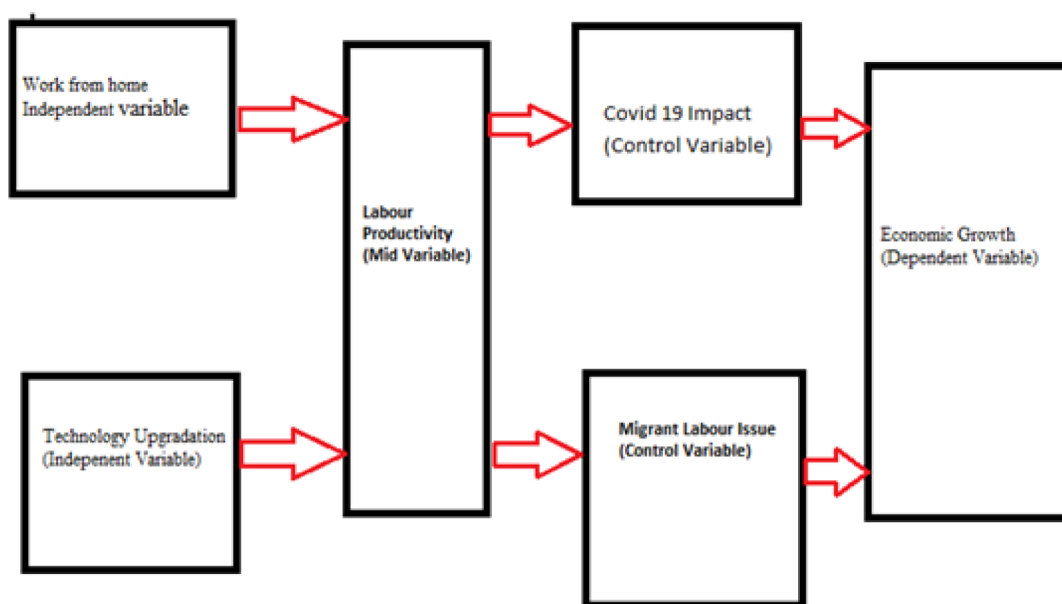 Work from home
Independent variable
Technology Upgradation
(Indepenent Variable)
Labour
Productivity
(Mid Variable)
Covid 19 Impact
(Control Variable)
Migrant Labour Issue
(Control Variable)
Economic Growth
(Dependent Variable)